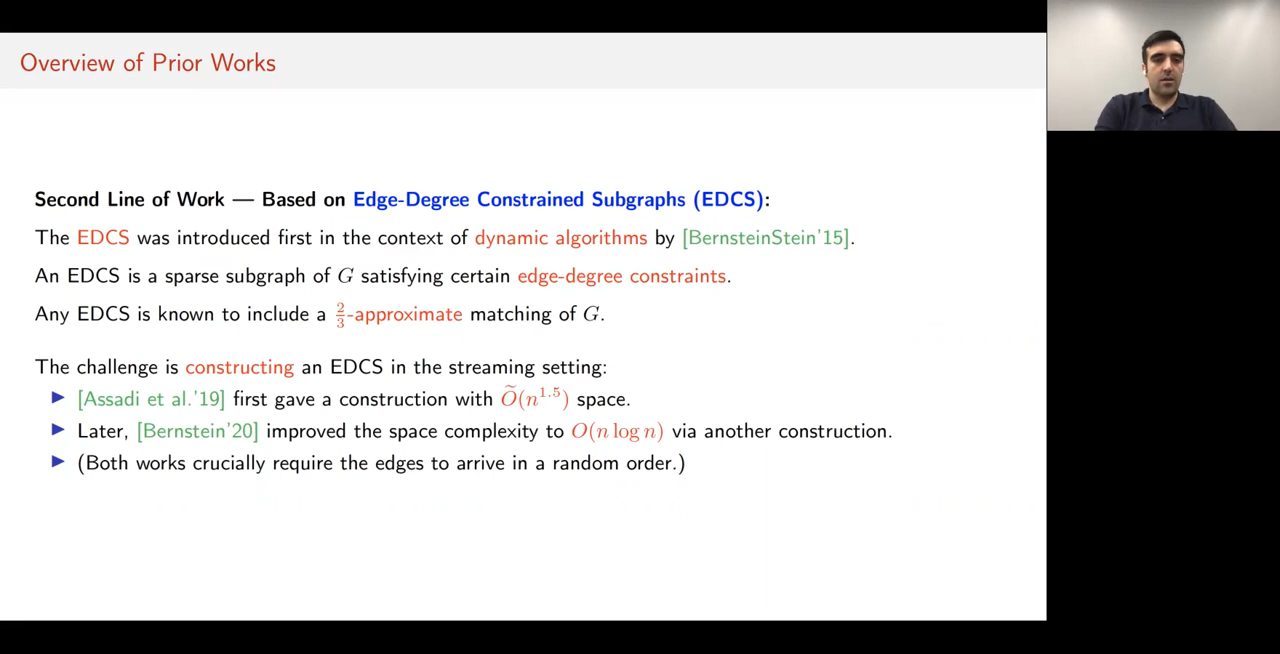 Overview of Prior Works
Second Line of Work — Based on Edge-Degree Constrained Subgraphs (EDCS):
The EDCS was introduced first in the context of dynamic algorithms by [BernsteinStein'15].
An EDCS is a sparse subgraph of G satisfying certain edge-degree constraints.
Any EDCS is known to include a 2/3-approximate matching of G.
The challenge is constructing an EDCS in the streaming setting:
▶ [Assadi et al.'19] first gave a construction with Õ(n^1.5) space.
▶ Later, [Bernstein'20] improved the space complexity to O(n log n) via another construction.
▶ (Both works crucially require the edges to arrive in a random order.)